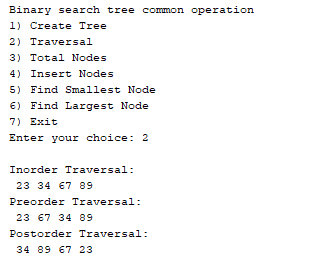 Binary search tree common operation
1) Create Tree
2) Traversal
3) Total Nodes
4) Insert Nodes
5) Find Smallest Node
6) Find Largest Node
7) Exit
Enter your choice: 2
Inorder Traversal:
23 34 67 89
Preorder Traversal:
23 67 34 89
Postorder Traversal:
34 89 67 23